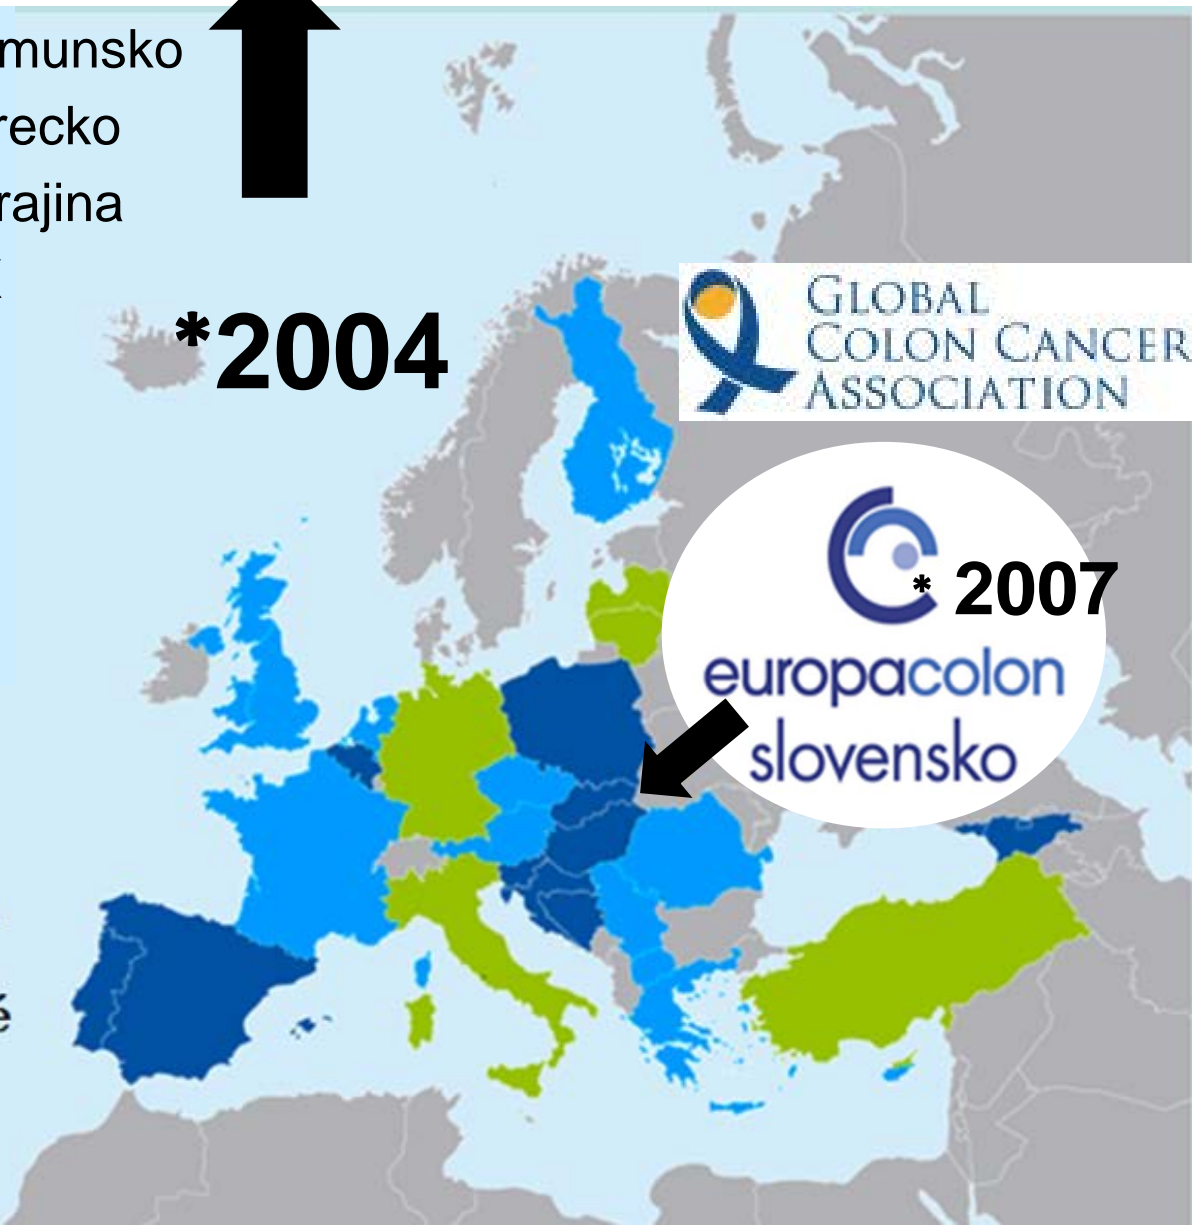 munsko
recko
rajina
*2004
GLOBAL
COLON CANCER
ASSOCIATION
* 2007
europacolon
slovensko
é